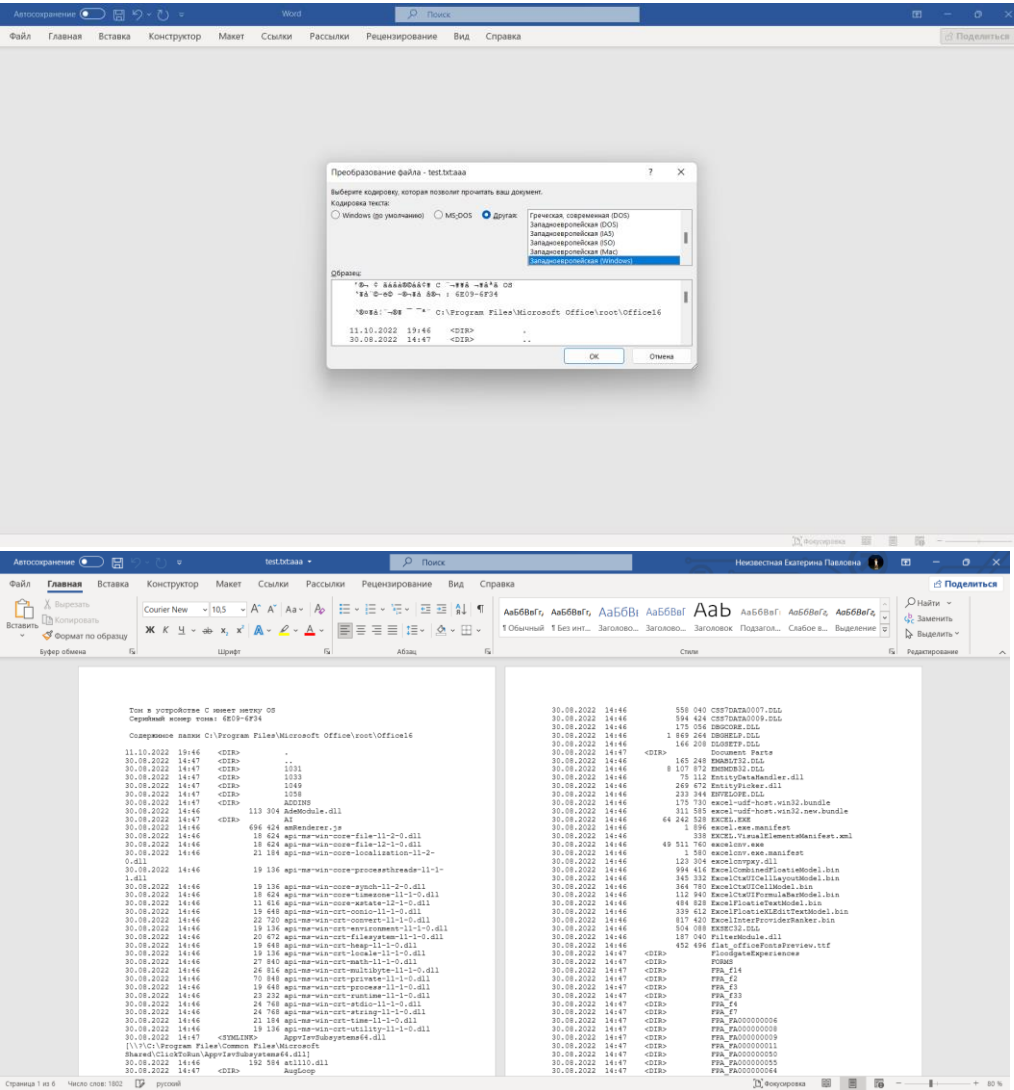 Автосохранение
Word
Поиск
Файл Главная Вставка Конструктор Макет Ссылки Рассылки Рецензирование Вид Справка
Поделиться
Преобразование файла - test.txt:aaa
Выберите кодировку, которая позволит прочитать ваш документ.
Кодировка текста:
Windows (по умолчанию) MS-DOS Другая:
Греческая, современная (DOS)
Западноевропейская (DOS)
Западноевропейская (IA5)
Западноевропейская (ISO)
Западноевропейская (Mac)
Западноевропейская (Windows)
Образец:
: 6E09-6F34
C:\Program Files\Microsoft Office\root\Office16
11.10.2022 19:46 <DIR> .
30.08.2022 14:47 <DIR> ..
ОК Отмена
Фокусировка
Автосохранение
test.txt:aaa
Поиск
Неизвестная Екатерина Павловна
Файл Главная Вставка Конструктор Макет Ссылки Рассылки Рецензирование Вид Справка
Поделиться
Вставить
Вырезать
Копировать
Формат по образцу
Буфер обмена
Courier New 10,5
Ж К Ч
Шрифт
Абзац
АаБбВвГг, АаБбВвГг, АаБбВı АаБбВвГ АаЬ АаБбВвГг АаБбВвГг, АаБбВвГг,
¶ Обычный ¶ Без инт... Заголово... Заголово... Заголовок Подзагол... Слабое в... Выделение
Стили
Найти
Заменить
Выделить
Редактирование
Том в устройстве C имеет метку OS
Серийный номер тома: 6E09-6F34
Содержимое папки C:\Program Files\Microsoft Office\root\Office16
11.10.2022 19:46 <DIR> .
30.08.2022 14:47 <DIR> ..
30.08.2022 14:47 <DIR> 1031
30.08.2022 14:47 <DIR> 1033
30.08.2022 14:47 <DIR> 1049
30.08.2022 14:47 <DIR> 1058
30.08.2022 14:47 <DIR> ADDINS
30.08.2022 14:46 113 304 AdeModule.dll
30.08.2022 14:47 <DIR> AI
30.08.2022 14:46 696 424 amRenderer.js
30.08.2022 14:46 18 624 api-ms-win-core-file-l1-2-0.dll
30.08.2022 14:46 18 624 api-ms-win-core-file-l2-1-0.dll
30.08.2022 14:46 21 184 api-ms-win-core-localization-l1-2-
0.dll
30.08.2022 14:46 19 136 api-ms-win-core-processthreads-l1-1-
1.dll
30.08.2022 14:46 19 136 api-ms-win-core-synch-l1-2-0.dll
30.08.2022 14:46 18 624 api-ms-win-core-timezone-l1-1-0.dll
30.08.2022 14:46 11 616 api-ms-win-core-xstate-l2-1-0.dll
30.08.2022 14:46 19 648 api-ms-win-crt-conio-l1-1-0.dll
30.08.2022 14:46 22 720 api-ms-win-crt-convert-l1-1-0.dll
30.08.2022 14:46 19 136 api-ms-win-crt-environment-l1-1-0.dll
30.08.2022 14:46 20 672 api-ms-win-crt-filesystem-l1-1-0.dll
30.08.2022 14:46 19 648 api-ms-win-crt-heap-l1-1-0.dll
30.08.2022 14:46 19 136 api-ms-win-crt-locale-l1-1-0.dll
30.08.2022 14:46 27 840 api-ms-win-crt-math-l1-1-0.dll
30.08.2022 14:46 26 816 api-ms-win-crt-multibyte-l1-1-0.dll
30.08.2022 14:46 70 848 api-ms-win-crt-private-l1-1-0.dll
30.08.2022 14:46 19 648 api-ms-win-crt-process-l1-1-0.dll
30.08.2022 14:46 23 232 api-ms-win-crt-runtime-l1-1-0.dll
30.08.2022 14:46 24 768 api-ms-win-crt-stdio-l1-1-0.dll
30.08.2022 14:46 24 768 api-ms-win-crt-string-l1-1-0.dll
30.08.2022 14:46 21 184 api-ms-win-crt-time-l1-1-0.dll
30.08.2022 14:46 19 136 api-ms-win-crt-utility-l1-1-0.dll
30.08.2022 14:47 <SYMLINK> AppvIsvSubsystems64.dll
[\\?\C:\Program Files\Common Files\Microsoft
Shared\ClickToRun\AppvIsvSubsystems64.dll]
30.08.2022 14:46 192 584 atl110.dll
30.08.2022 14:47 <DIR> AugLoop
30.08.2022 14:46 558 040 CSS7DATA0007.DLL
30.08.2022 14:46 594 424 CSS7DATA0009.DLL
30.08.2022 14:46 175 056 DBGCORE.DLL
30.08.2022 14:46 1 869 264 DBGHELP.DLL
30.08.2022 14:46 166 208 DLGSETP.DLL
30.08.2022 14:47 <DIR> Document Parts
30.08.2022 14:46 165 248 EMABLT32.DLL
30.08.2022 14:46 8 107 872 EMSMDB32.DLL
30.08.2022 14:46 75 112 EntityDataHandler.dll
30.08.2022 14:46 269 672 EntityPicker.dll
30.08.2022 14:46 233 344 ENVELOPE.DLL
30.08.2022 14:46 175 730 excel-udf-host.win32.bundle
30.08.2022 14:46 311 585 excel-udf-host.win32.new.bundle
30.08.2022 14:46 64 242 528 EXCEL.EXE
30.08.2022 14:46 1 896 excel.exe.manifest
30.08.2022 14:46 338 EXCEL.VisualElementsManifest.xml
30.08.2022 14:46 49 511 760 excelcnv.exe
30.08.2022 14:46 1 580 excelcnv.exe.manifest
30.08.2022 14:46 123 304 excelcnvpxy.dll
30.08.2022 14:46 994 416 ExcelCombinedFloatieModel.bin
30.08.2022 14:46 345 332 ExcelCtxUICellLayoutModel.bin
30.08.2022 14:46 364 780 ExcelCtxUICellModel.bin
30.08.2022 14:46 112 940 ExcelCtxUIFormulaBarModel.bin
30.08.2022 14:46 484 828 ExcelFloatieTextModel.bin
30.08.2022 14:46 339 612 ExcelFloatieXLEditTextModel.bin
30.08.2022 14:46 817 420 ExcelInterProviderRanker.bin
30.08.2022 14:46 504 088 EXSEC32.DLL
30.08.2022 14:46 187 040 FilterModule.dll
30.08.2022 14:46 452 496 flat_officeFontsPreview.ttf
30.08.2022 14:47 <DIR> FloodgateExperiences
30.08.2022 14:47 <DIR> FORMS
30.08.2022 14:47 <DIR> FPA_f14
30.08.2022 14:47 <DIR> FPA_f2
30.08.2022 14:47 <DIR> FPA_f3
30.08.2022 14:47 <DIR> FPA_f33
30.08.2022 14:47 <DIR> FPA_f4
30.08.2022 14:47 <DIR> FPA_f7
30.08.2022 14:47 <DIR> FPA_FA000000006
30.08.2022 14:47 <DIR> FPA_FA000000008
30.08.2022 14:47 <DIR> FPA_FA000000009
30.08.2022 14:47 <DIR> FPA_FA000000011
30.08.2022 14:47 <DIR> FPA_FA000000050
30.08.2022 14:47 <DIR> FPA_FA000000055
30.08.2022 14:47 <DIR> FPA_FA000000064
Страница 1 из 6 Число слов: 1802 русский
Фокусировка
80 %